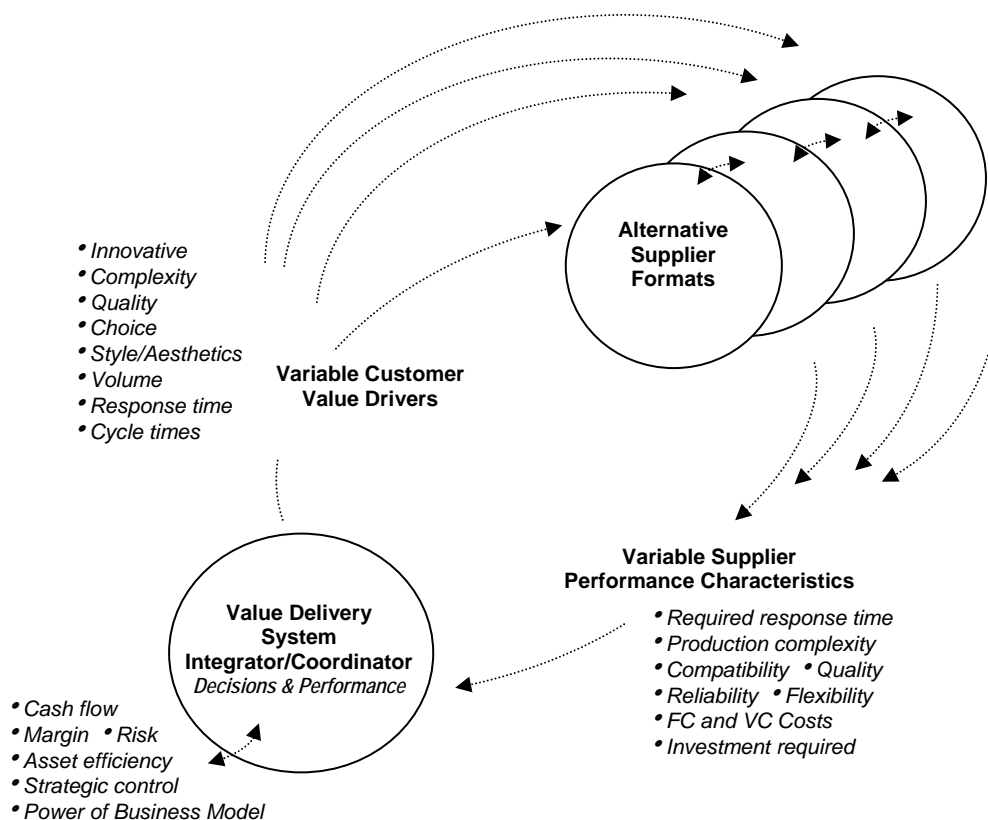 Alternative
Supplier
Formats
• Innovative
• Complexity
• Quality
• Choice
• Style/Aesthetics
• Volume
• Response time
• Cycle times
Variable Customer
Value Drivers
Variable Supplier
Performance Characteristics
• Required response time
• Production complexity
• Compatibility • Quality
• Reliability • Flexibility
• FC and VC Costs
• Investment required
Value Delivery
System
Integrator/Coordinator
Decisions & Performance
• Cash flow
• Margin • Risk
• Asset efficiency
• Strategic control
• Power of Business Model